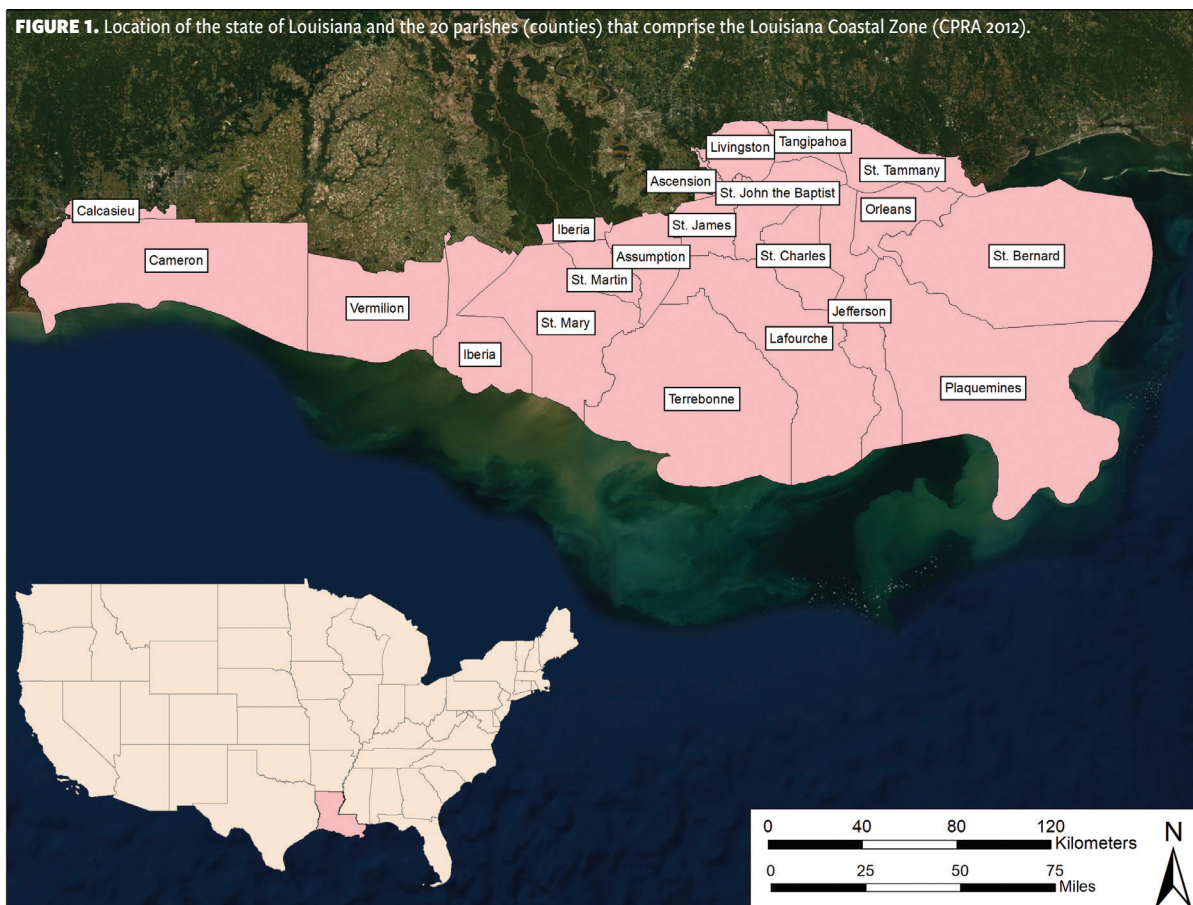 FIGURE 1. Location of the state of Louisiana and the 20 parishes (counties) that comprise the Louisiana Coastal Zone (CPRA 2012).
Livingston
Tangipahoa
St. Tammany
Ascension
St. John the Baptist
Calcasieu
Orleans
Iberia
St. James
Cameron
Assumption
St. Charles
St. Bernard
St. Martin
Vermilion
St. Mary
Jefferson
Lafourche
Iberia
Plaquemines
Terrebonne
0 40 80 120
Kilometers
0 25 50 75
Miles
N